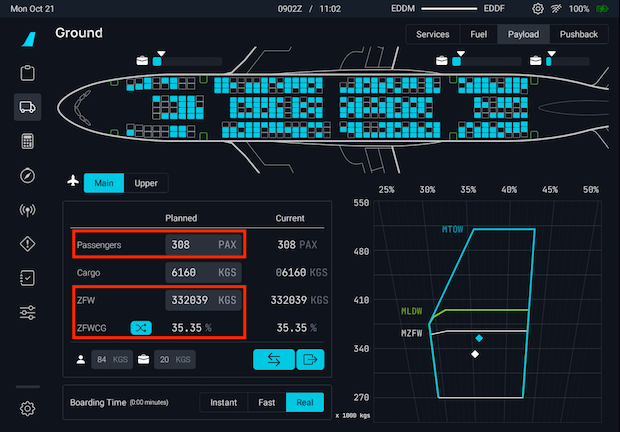 Mon Oct 21 0902Z / 11:02 EDDM EDDF 100%
Ground Services Fuel Payload Pushback
Main Upper
Planned Current
Passengers 308 PAX 308 PAX
Cargo 6160 KGS 06160 KGS
ZFW 332039 KGS 332039 KGS
ZFWCG 35.35 % 35.35 %
84 KGS 20 KGS
Boarding Time (0:00 minutes) Instant Fast Real
25% 30% 35% 40% 45% 50%
550
MTOW
480
410
MLDW
MZFW
340
270
x 1000 kgs